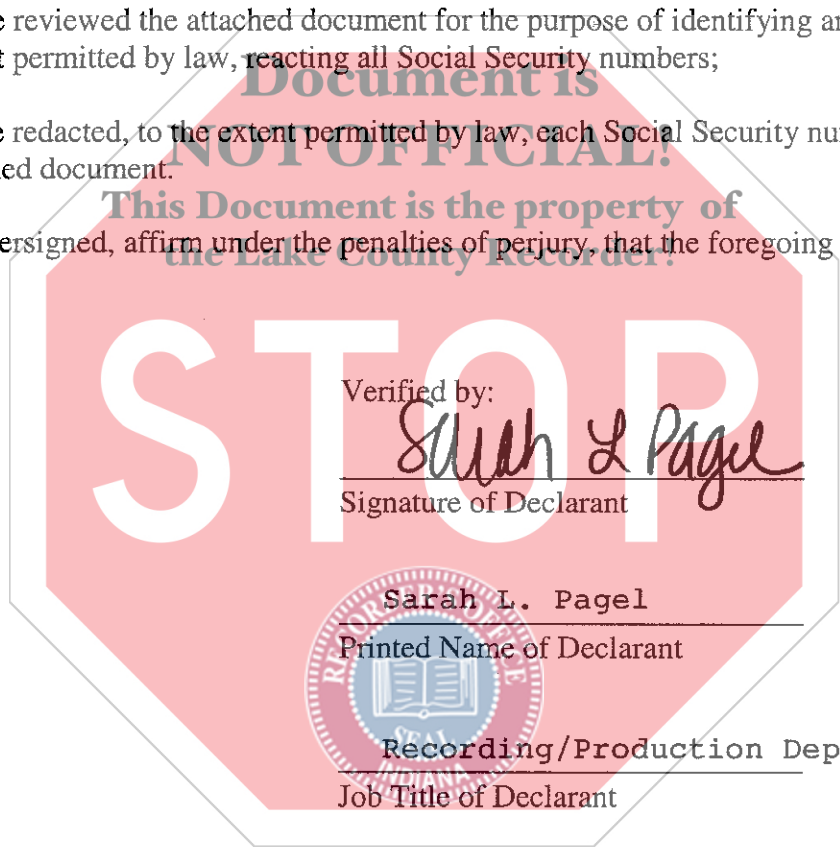 e reviewed the attached document for the purpose of identifying an
t permitted by law, reacting all Social Security numbers;
Document is
e redacted, to the extent permitted by law, each Social Security nu
NOT OFFICIAL!
ed document.
This Document is the property of
ersigned, affirm under the penalties of perjury, that the foregoing
the Lake County Recorder!
STOP
Verified by:
Sarah L Pagel
Signature of Declarant
Sarah L. Pagel
Printed Name of Declarant
RECORDER'S OFFICE
SEAL
INDIANA
Recording/Production Dep
Job Title of Declarant